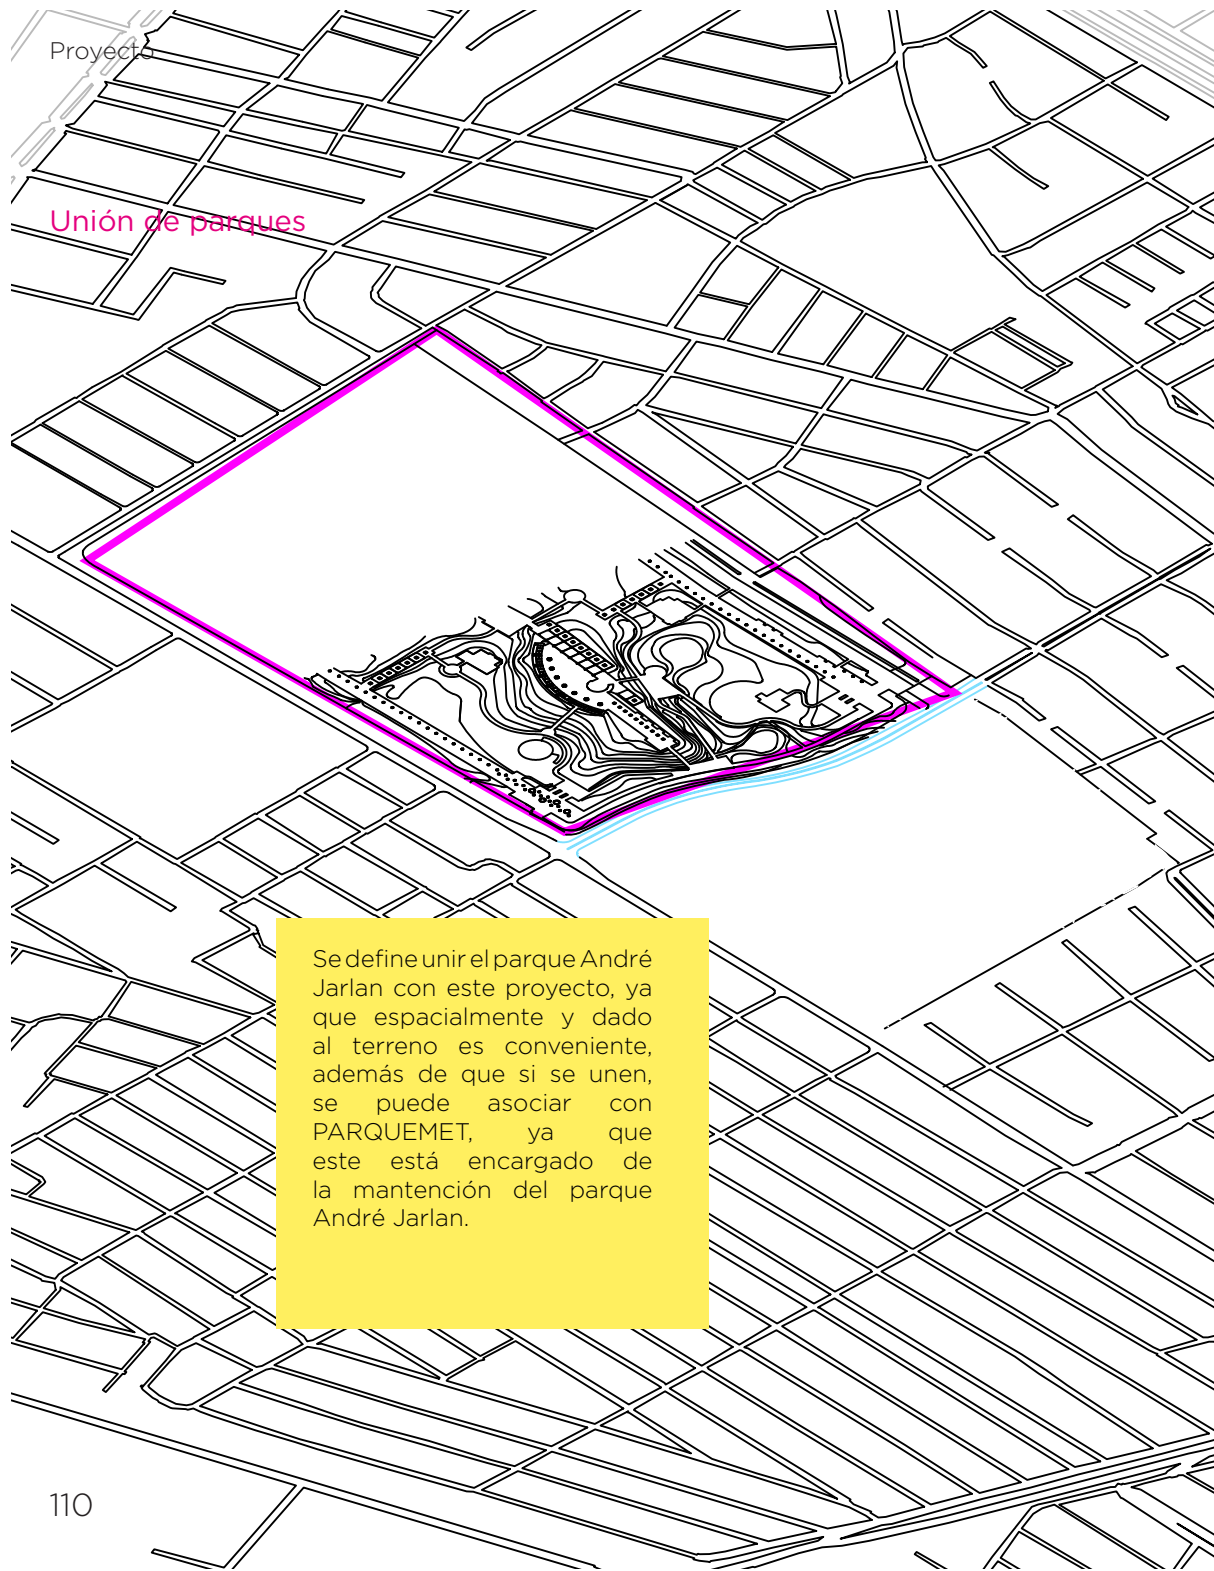 Proyecto
Unión de parques
Se define unir el parque André
Jarlan con este proyecto, ya
que espacialmente y dado
al terreno es conveniente,
además de que si se unen,
se puede asociar con
PARQUEMET, ya que
este está encargado de
la mantención del parque
André Jarlan.
110